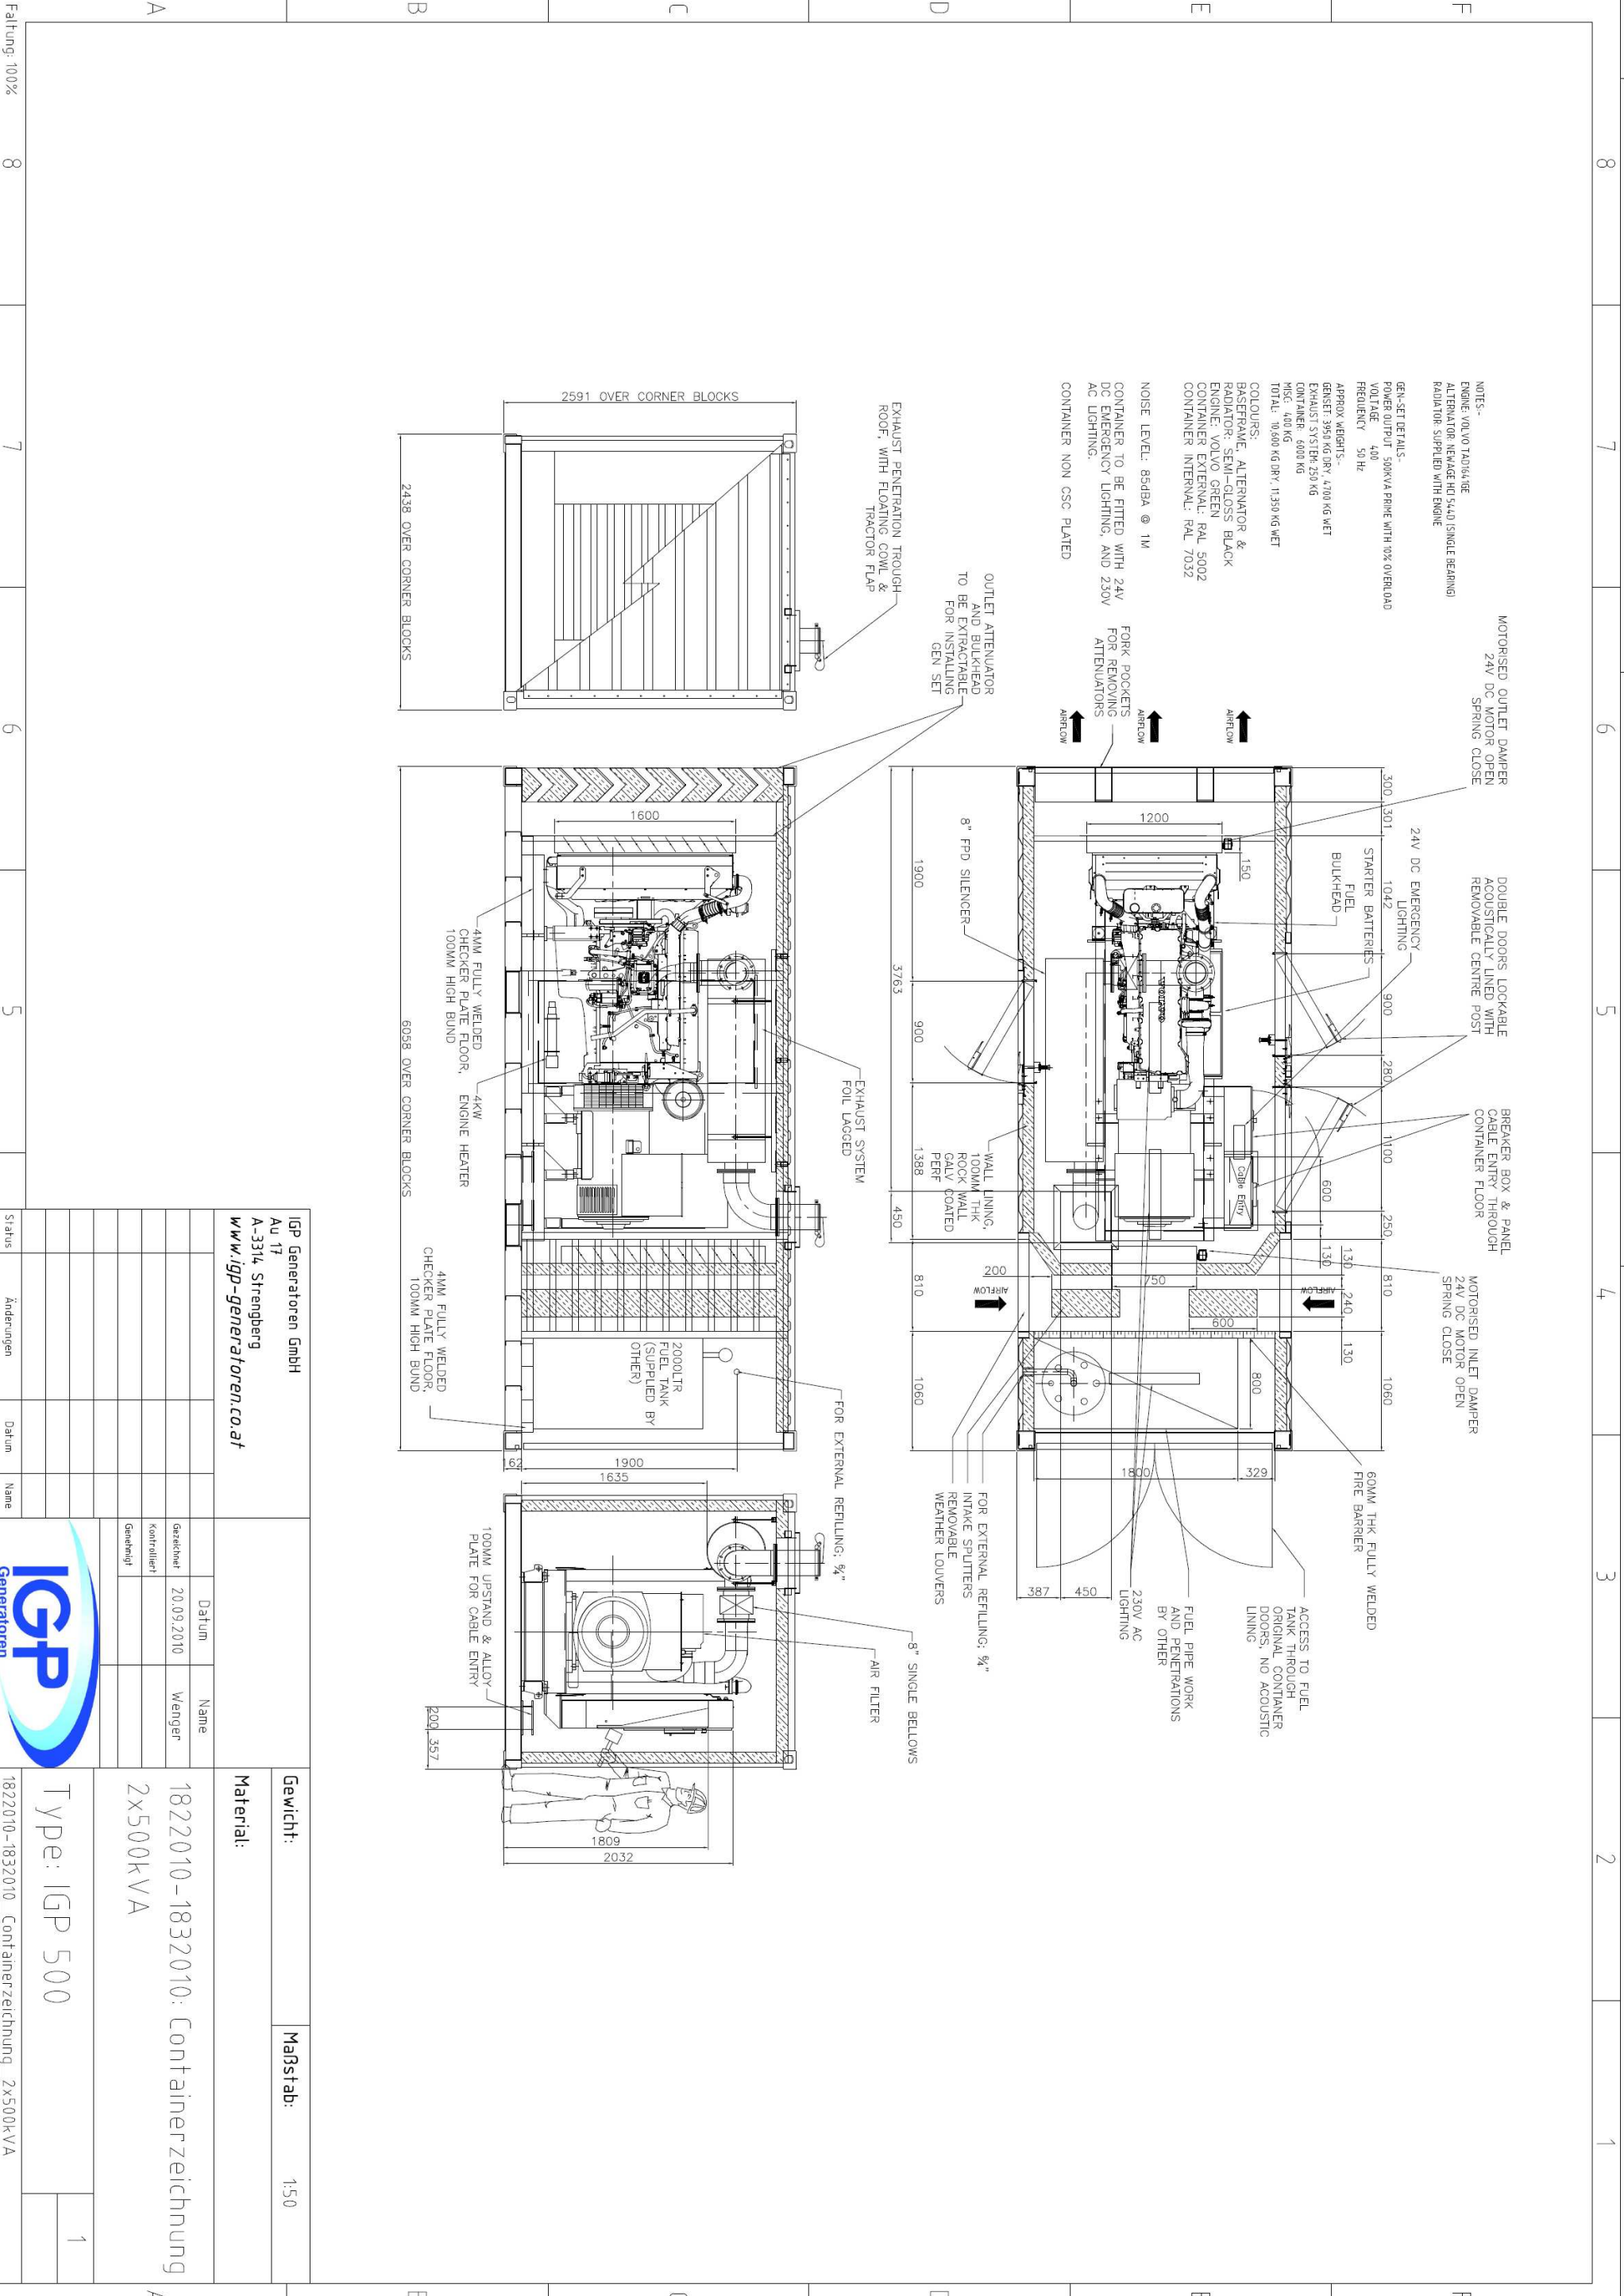 NOTES:-
ENGINE: VOLVO TAD1641GE
ALTERNATOR: NEWAGE HCI 544D (SINGLE BEARING)
RADIATOR: SUPPLIED WITH ENGINE
GEN-SET DETAILS:-
POWER OUTPUT 500KVA PRIME WITH 10% OVERLOAD
VOLTAGE 400
FREQUENCY 50 Hz
APPROX WEIGHTS:-
GENSET: 3950 KG DRY, 4700 KG WET
EXHAUST SYSTEM: 250 KG
CONTAINER: 6000 KG
MISC: 400 KG
TOTAL: 10,600 KG DRY, 11,350 KG WET
COLOURS:
BASEFRAME, ALTERNATOR &
RADIATOR: SEMI-GLOSS BLACK
ENGINE: VOLVO GREEN
CONTAINER EXTERNAL: RAL 5002
CONTAINER INTERNAL: RAL 7032
NOISE LEVEL: 85dBA @ 1M
CONTAINER TO BE FITTED WITH 24V
DC EMERGENCY LIGHTING, AND 230V
AC LIGHTING.
CONTAINER NON CSC PLATED
MOTORISED OUTLET DAMPER
24V DC MOTOR OPEN
SPRING CLOSE
24V DC EMERGENCY
LIGHTING
STARTER BATTERIES
FUEL
BULKHEAD
DOUBLE DOORS LOCKABLE
ACOUSTICALLY LINED WITH
REMOVABLE CENTRE POST
BREAKER BOX & PANEL
CABLE ENTRY THROUGH
CONTAINER FLOOR
MOTORISED INLET DAMPER
24V DC MOTOR OPEN
SPRING CLOSE
60MM THK FULLY WELDED
FIRE BARRIER
ACCESS TO FUEL
TANK THROUGH
ORIGINAL CONTIANER
DOORS, NO ACOUSTIC
LINING
FUEL PIPE WORK
AND PENETRATIONS
BY OTHER
230V AC
LIGHTING
FORK POCKETS
FOR REMOVING
ATTENUATORS
AIRFLOW
AIRFLOW
AIRFLOW
300
301
1042
900
280
1100
250
810
1060
1200
150
600
130
130
240
130
Cable Entry
VOLVO
200
750
600
AIRFLOW
AIRFLOW
800
1800
329
387
450
1900
900
1388
450
810
1060
3763
8" FPD SILENCER
WALL LINING,
100MM THK
ROCK WALL
GALV COATED
PERF
FOR EXTERNAL REFILLING; 6/4"
INTAKE SPLITTERS
REMOVABLE
WEATHER LOUVERS
OUTLET ATTENUATOR
AND BULKHEAD
TO BE EXTRACTABLE
FOR INSTALLING
GEN SET
EXHAUST PENETRATION TROUGH
ROOF, WITH FLOATING COWL &
TRACTOR FLAP
2591 OVER CORNER BLOCKS
2438 OVER CORNER BLOCKS
EXHAUST SYSTEM
FOIL LAGGED
FOR EXTERNAL REFILLING; 6/4"
1600
2000LTR
FUEL TANK
(SUPPLIED BY
OTHER)
4MM FULLY WELDED
CHECKER PLATE FLOOR,
100MM HIGH BUND
4KW
ENGINE HEATER
4MM FULLY WELDED
CHECKER PLATE FLOOR,
100MM HIGH BUND
6058 OVER CORNER BLOCKS
162
1900
1635
8" SINGLE BELLOWS
AIR FILTER
100MM UPSTAND & ALLOY
PLATE FOR CABLE ENTRY
200
357
1809
2032
IGP Generatoren GmbH
Au 17
A-3314 Strengberg
www.igp-generatoren.co.at
Gewicht:
Maßstab: 1:50
Material:
Datum Name
Gezeichnet 20.09.2010 Wenger
Kontrolliert
Genehmigt
1822010-1832010: Containerzeichnung
2x500kVA
Type: IGP 500
1
IGP
Generatoren
Status Änderungen Datum Name
1822010-1832010 Containerzeichnung 2x500kVA
Faltung: 100%
8 7 6 5 4 3 2 1
8 7 6 5
F E D C B A